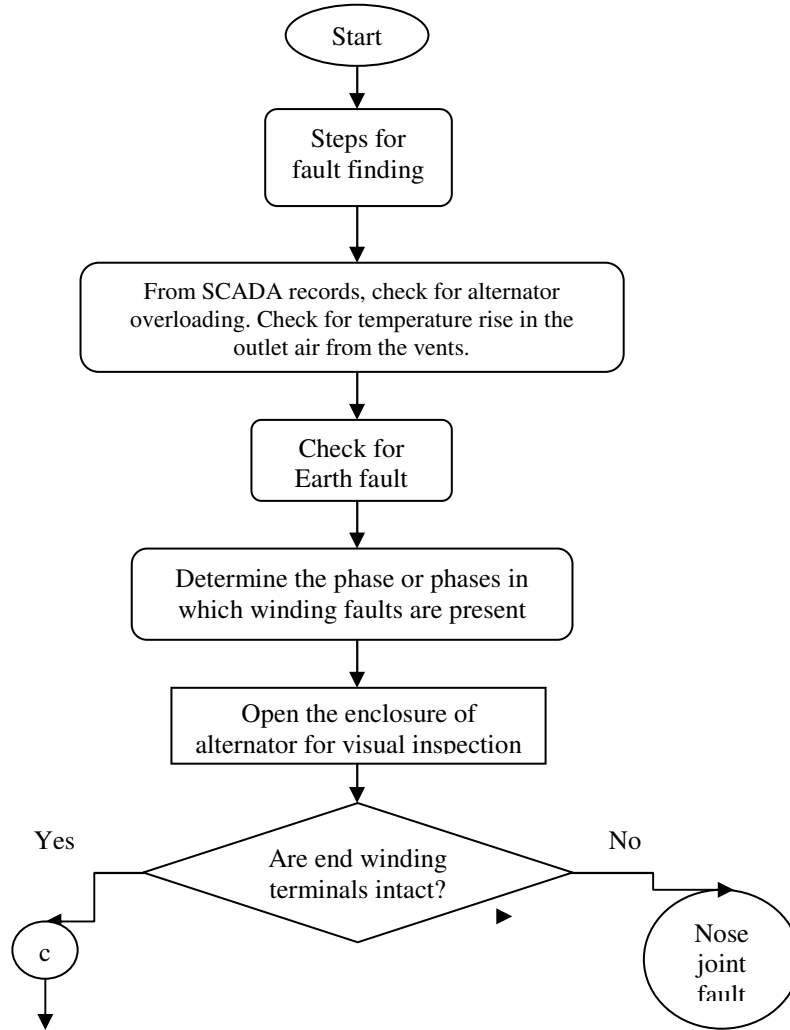 Start
Steps for
fault finding
From SCADA records, check for alternator
overloading. Check for temperature rise in the
outlet air from the vents.
Check for
Earth fault
Determine the phase or phases in
which winding faults are present
Open the enclosure of
alternator for visual inspection
Yes
No
Are end winding
terminals intact?
c
Nose
joint
fault